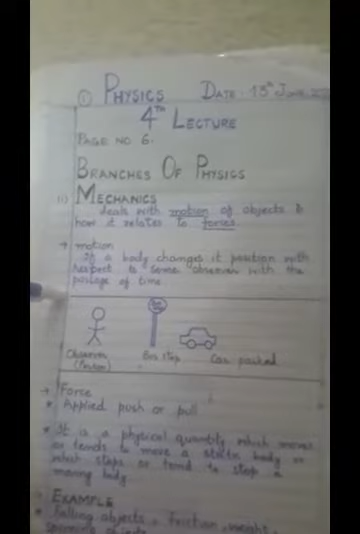 ① PHYSICS DATE: 15th June
4TH LECTURE
PAGE NO 6.
BRANCHES OF PHYSICS
MECHANICS
deals with motion of objects &
how it relates to forces.
→ motion
If a body changes it position with
respect to some observer with the
passage of time.
Observer Bus stop Car parked
(Person)
→ Force
• Applied push or pull
• It is a physical quantity which moves
or tends to move a static body or
which stops or tend to stop a
moving body.
EXAMPLE
• Falling objects, friction, weight,